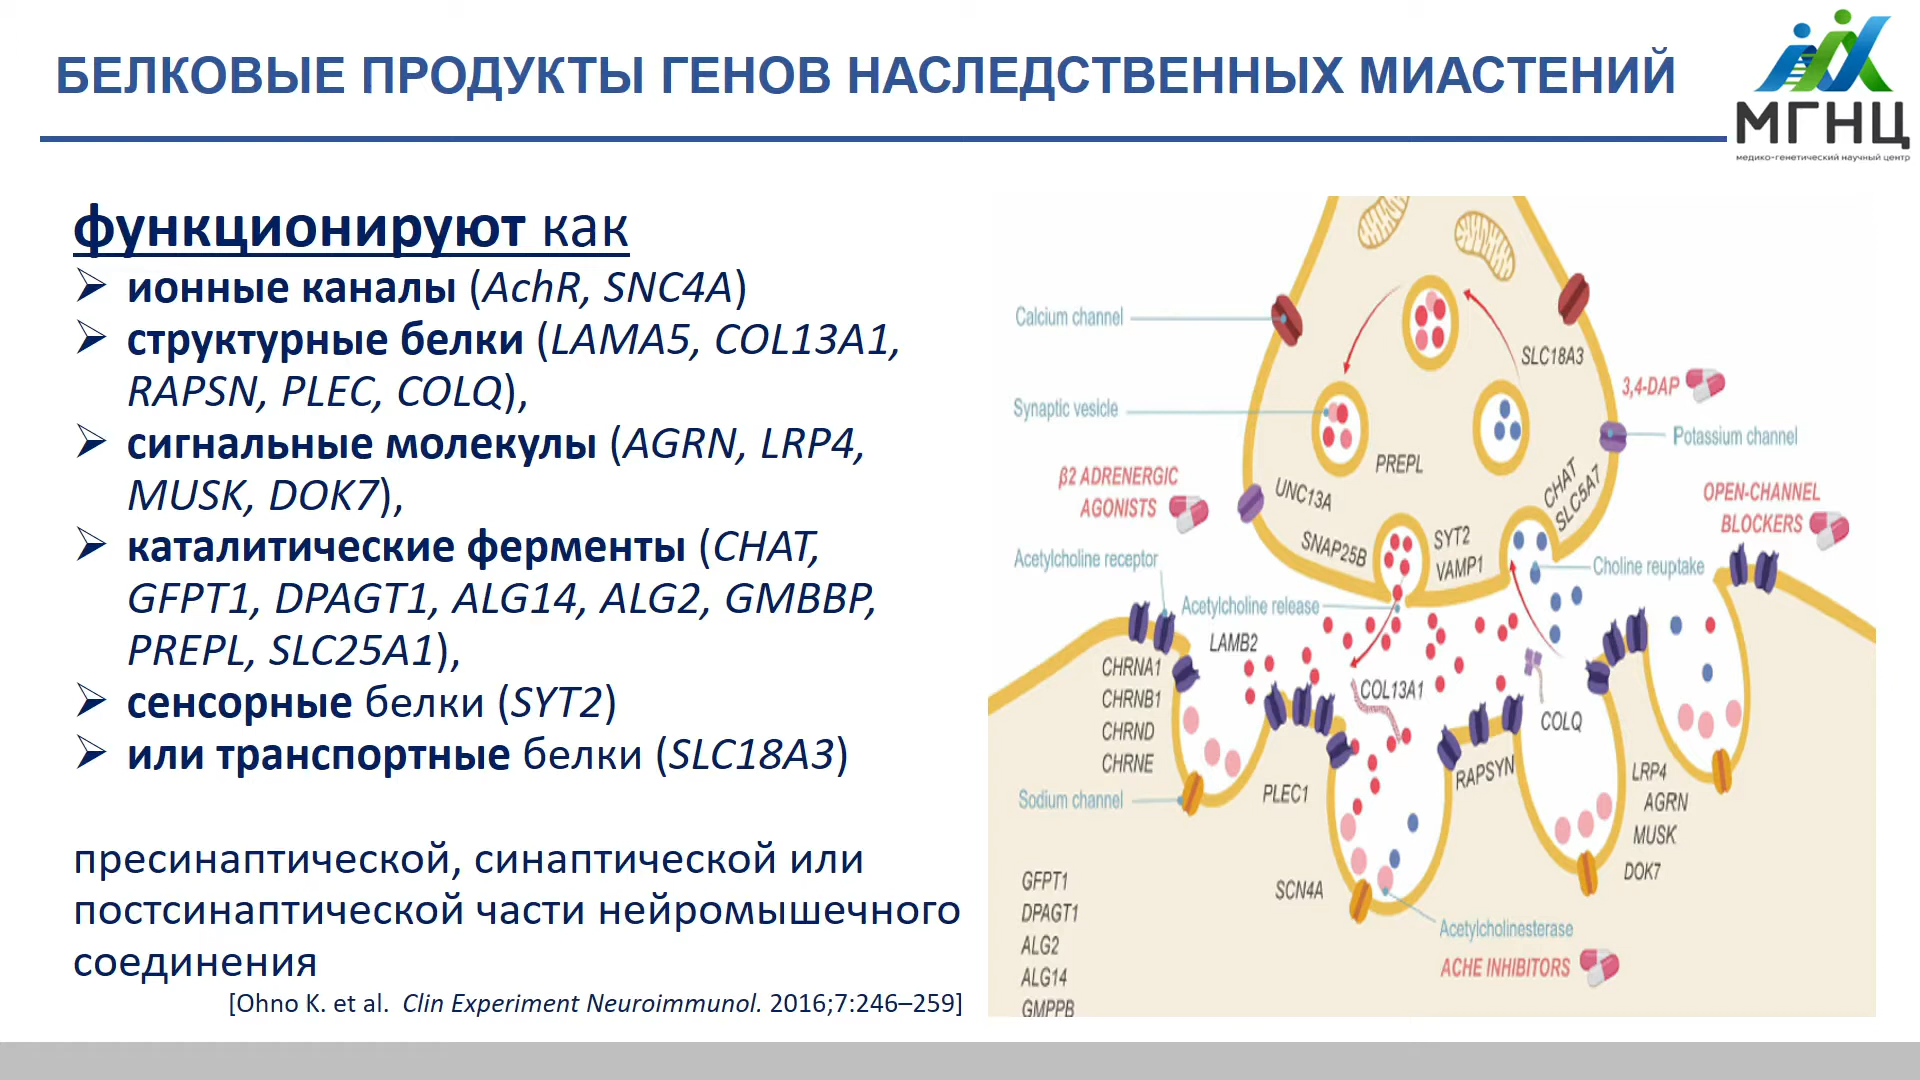 БЕЛКОВЫЕ ПРОДУКТЫ ГЕНОВ НАСЛЕДСТВЕННЫХ МИАСТЕНИЙ
МГНЦ
медико-генетический научный центр
функционируют как
➢ ионные каналы (AchR, SNC4A)
➢ структурные белки (LAMA5, COL13A1,
RAPSN, PLEC, COLQ),
➢ сигнальные молекулы (AGRN, LRP4,
MUSK, DOK7),
➢ каталитические ферменты (CHAT,
GFPT1, DPAGT1, ALG14, ALG2, GMBBP,
PREPL, SLC25A1),
➢ сенсорные белки (SYT2)
➢ или транспортные белки (SLC18A3)
пресинаптической, синаптической или
постсинаптической части нейромышечного
соединения
[Ohno K. et al. Clin Experiment Neuroimmunol. 2016;7:246–259]
Calcium channel
SLC18A3
3,4-DAP
Synaptic vesicle
Potassium channel
PREPL
β2 ADRENERGIC
AGONISTS
UNC13A
CHAT
SLC5A7
OPEN-CHANNEL
BLOCKERS
SNAP25B
SYT2
VAMP1
Acetylcholine receptor
Choline reuptake
Acetylcholine release
LAMB2
CHRNA1
CHRNB1
CHRND
CHRNE
COL13A1
COLQ
Sodium channel
PLEC1
RAPSYN
LRP4
AGRN
MUSK
DOK7
GFPT1
DPAGT1
ALG2
ALG14
GMPPB
SCN4A
Acetylcholinesterase
ACHE INHIBITORS